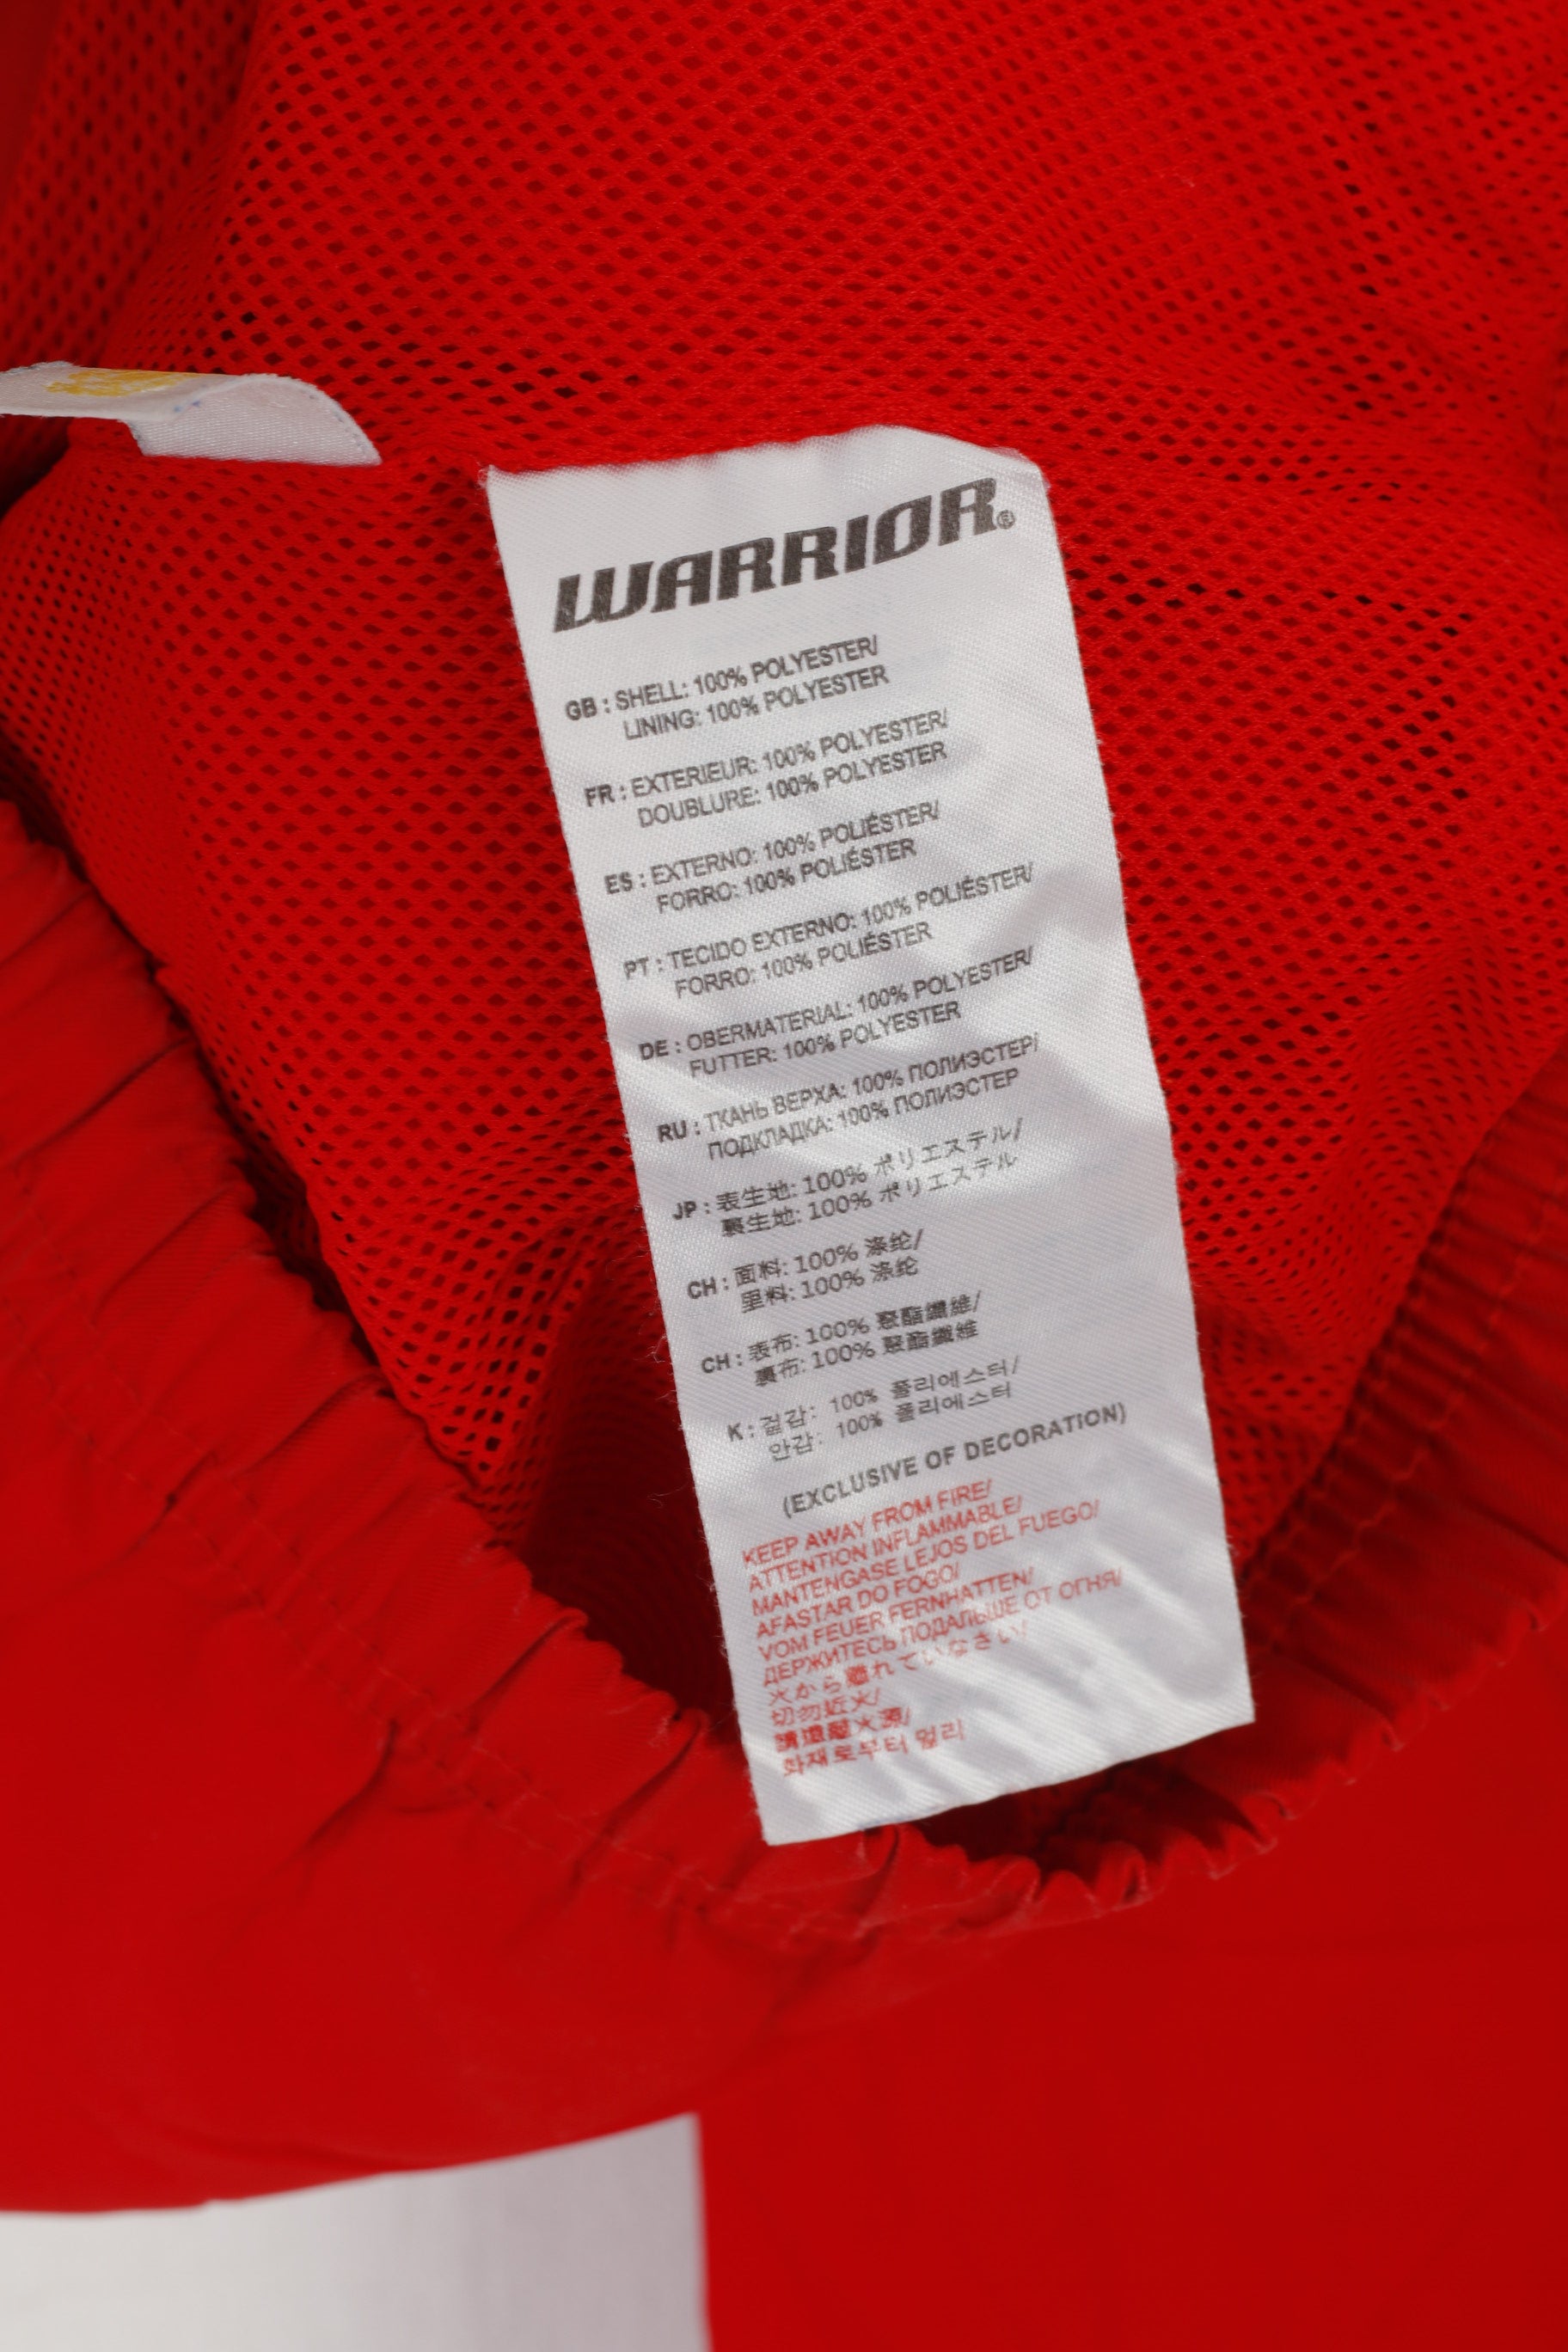 WARRIOR®
GB : SHELL: 100% POLYESTER/
LINING: 100% POLYESTER
FR : EXTERIEUR: 100% POLYESTER/
DOUBLURE: 100% POLYESTER
ES : EXTERNO: 100% POLIÉSTER/
FORRO: 100% POLIÉSTER
PT : TECIDO EXTERNO: 100% POLIÉSTER/
FORRO: 100% POLIÉSTER
DE : OBERMATERIAL: 100% POLYESTER/
FUTTER: 100% POLYESTER
RU : ТКАНЬ ВЕРХА: 100% ПОЛИЭСТЕР/
ПОДКЛАДКА: 100% ПОЛИЭСТЕР
JP : 表生地: 100% ポリエステル/
裏生地: 100% ポリエステル
CH : 面料: 100% 涤纶/
里料: 100% 涤纶
CH : 表布: 100% 聚酯纖維/
裏布: 100% 聚酯纖維
K : 겉감: 100% 폴리에스터/
안감: 100% 폴리에스터
(EXCLUSIVE OF DECORATION)
KEEP AWAY FROM FIRE/
ATTENTION INFLAMMABLE/
MANTENGASE LEJOS DEL FUEGO/
AFASTAR DO FOGO/
VOM FEUER FERNHATTEN/
ДЕРЖИТЕСЬ ПОДАЛЬШЕ ОТ ОГНЯ/
火から離れていなさい/
切勿近火/
請遠離火源/
화재로부터 멀리